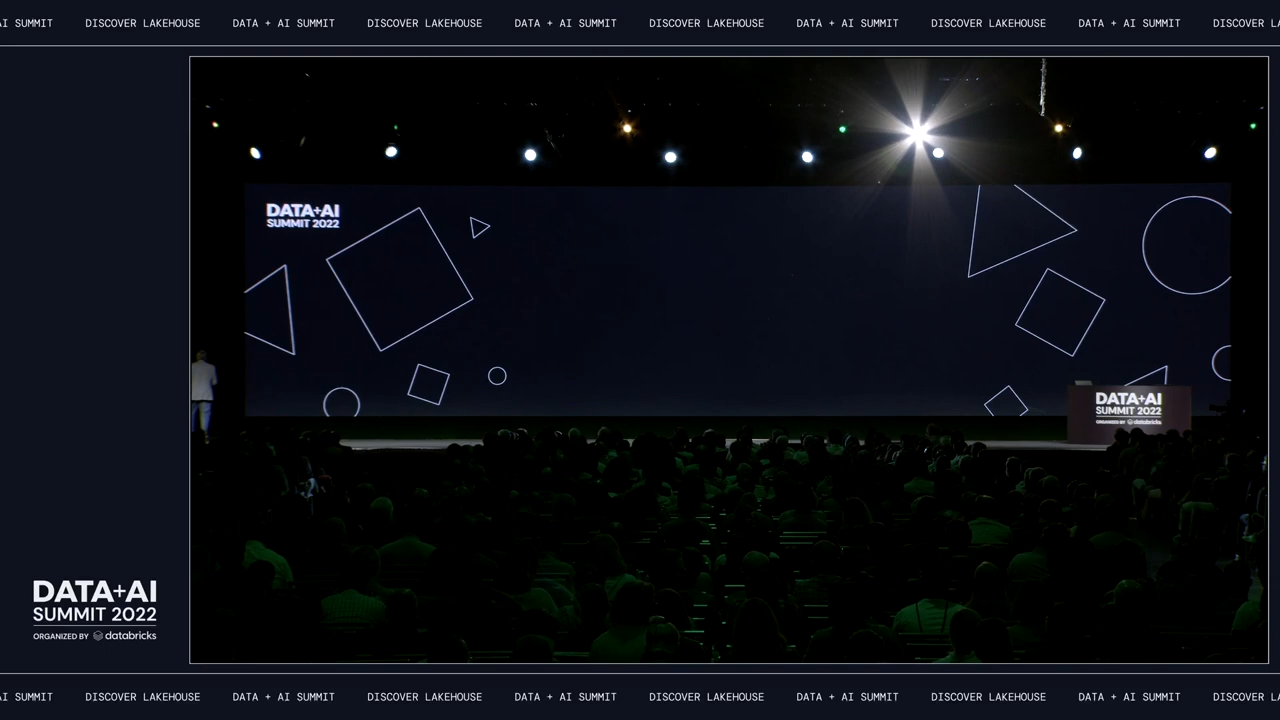 AI SUMMIT DISCOVER LAKEHOUSE DATA + AI SUMMIT DISCOVER LAKEHOUSE DATA + AI SUMMIT DISCOVER LAKEHOUSE DATA + AI SUMMIT DISCOVER LAKEHOUSE DATA + AI SUMMIT DISCOVER LA
DATA+AI
SUMMIT 2022
DATA+AI
SUMMIT 2022
ORGANIZED BY databricks
DATA+AI
SUMMIT 2022
ORGANIZED BY databricks
AI SUMMIT DISCOVER LAKEHOUSE DATA + AI SUMMIT DISCOVER LAKEHOUSE DATA + AI SUMMIT DISCOVER LAKEHOUSE DATA + AI SUMMIT DISCOVER LAKEHOUSE DATA + AI SUMMIT DISCOVER LA